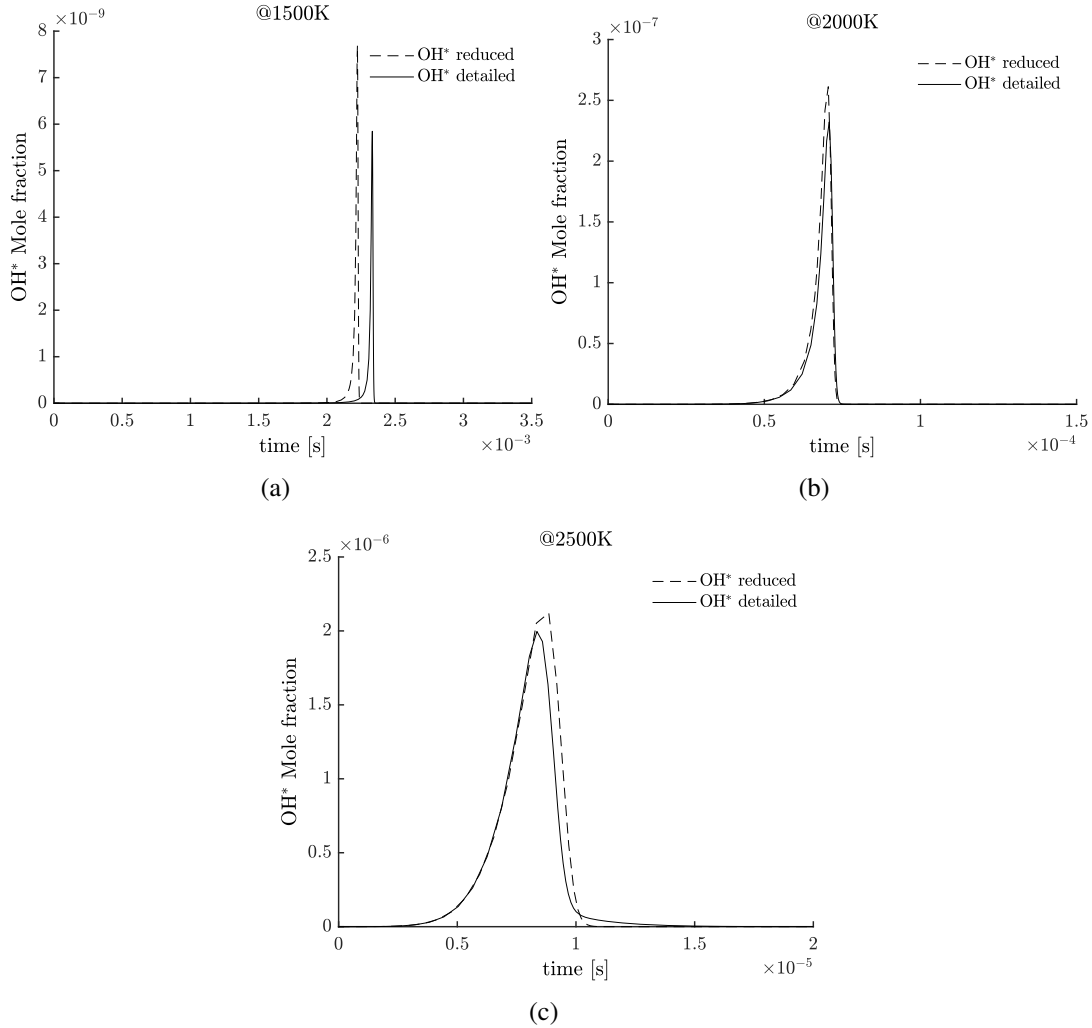 @1500K
×10⁻⁹
OH* reduced
OH* detailed
8
7
6
5
4
3
2
1
0
OH* Mole fraction
0 0.5 1 1.5 2 2.5 3 3.5
time [s]
×10⁻³
(a)
@2000K
×10⁻⁷
OH* reduced
OH* detailed
3
2.5
2
1.5
1
0.5
0
OH* Mole fraction
0 0.5 1 1.5
time [s]
×10⁻⁴
(b)
@2500K
×10⁻⁶
OH* reduced
OH* detailed
2.5
2
1.5
1
0.5
0
OH* Mole fraction
0 0.5 1 1.5 2
time [s]
×10⁻⁵
(c)